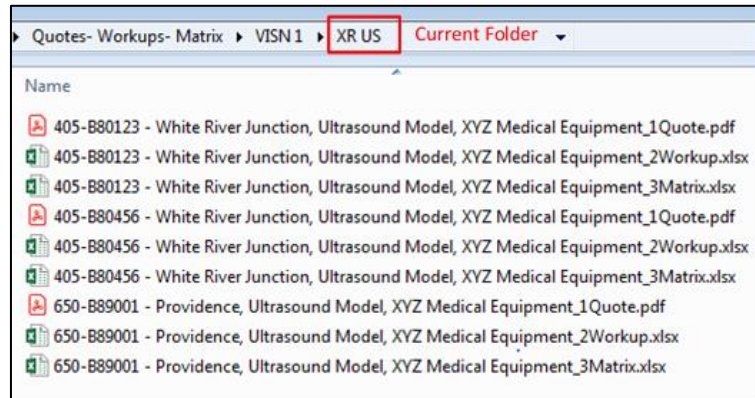 Quotes- Workups- Matrix VISN 1 XR US Current Folder
Name
405-B80123 - White River Junction, Ultrasound Model, XYZ Medical Equipment_1Quote.pdf
405-B80123 - White River Junction, Ultrasound Model, XYZ Medical Equipment_2Workup.xlsx
405-B80123 - White River Junction, Ultrasound Model, XYZ Medical Equipment_3Matrix.xlsx
405-B80456 - White River Junction, Ultrasound Model, XYZ Medical Equipment_1Quote.pdf
405-B80456 - White River Junction, Ultrasound Model, XYZ Medical Equipment_2Workup.xlsx
405-B80456 - White River Junction, Ultrasound Model, XYZ Medical Equipment_3Matrix.xlsx
650-B89001 - Providence, Ultrasound Model, XYZ Medical Equipment_1Quote.pdf
650-B89001 - Providence, Ultrasound Model, XYZ Medical Equipment_2Workup.xlsx
650-B89001 - Providence, Ultrasound Model, XYZ Medical Equipment_3Matrix.xlsx